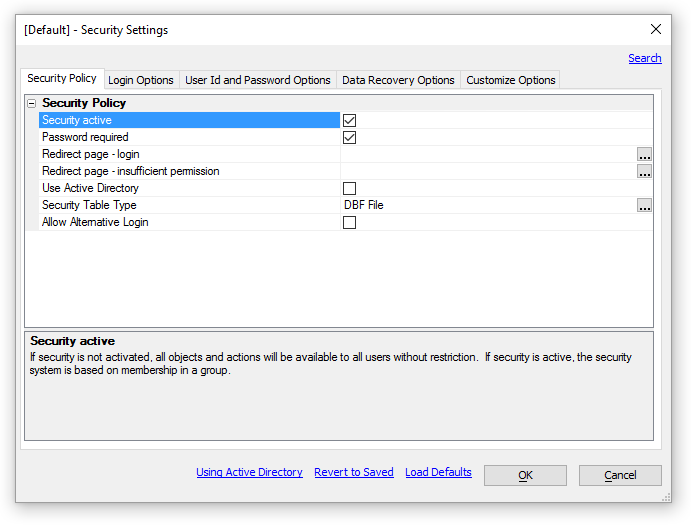 [Default] - Security Settings
Search
Security Policy Login Options User Id and Password Options Data Recovery Options Customize Options
Security Policy
Security active
Password required
Redirect page - login ...
Redirect page - insufficient permission ...
Use Active Directory
Security Table Type DBF File ...
Allow Alternative Login
Security active
If security is not activated, all objects and actions will be available to all users without restriction. If security is active, the security
system is based on membership in a group.
Using Active Directory Revert to Saved Load Defaults OK Cancel